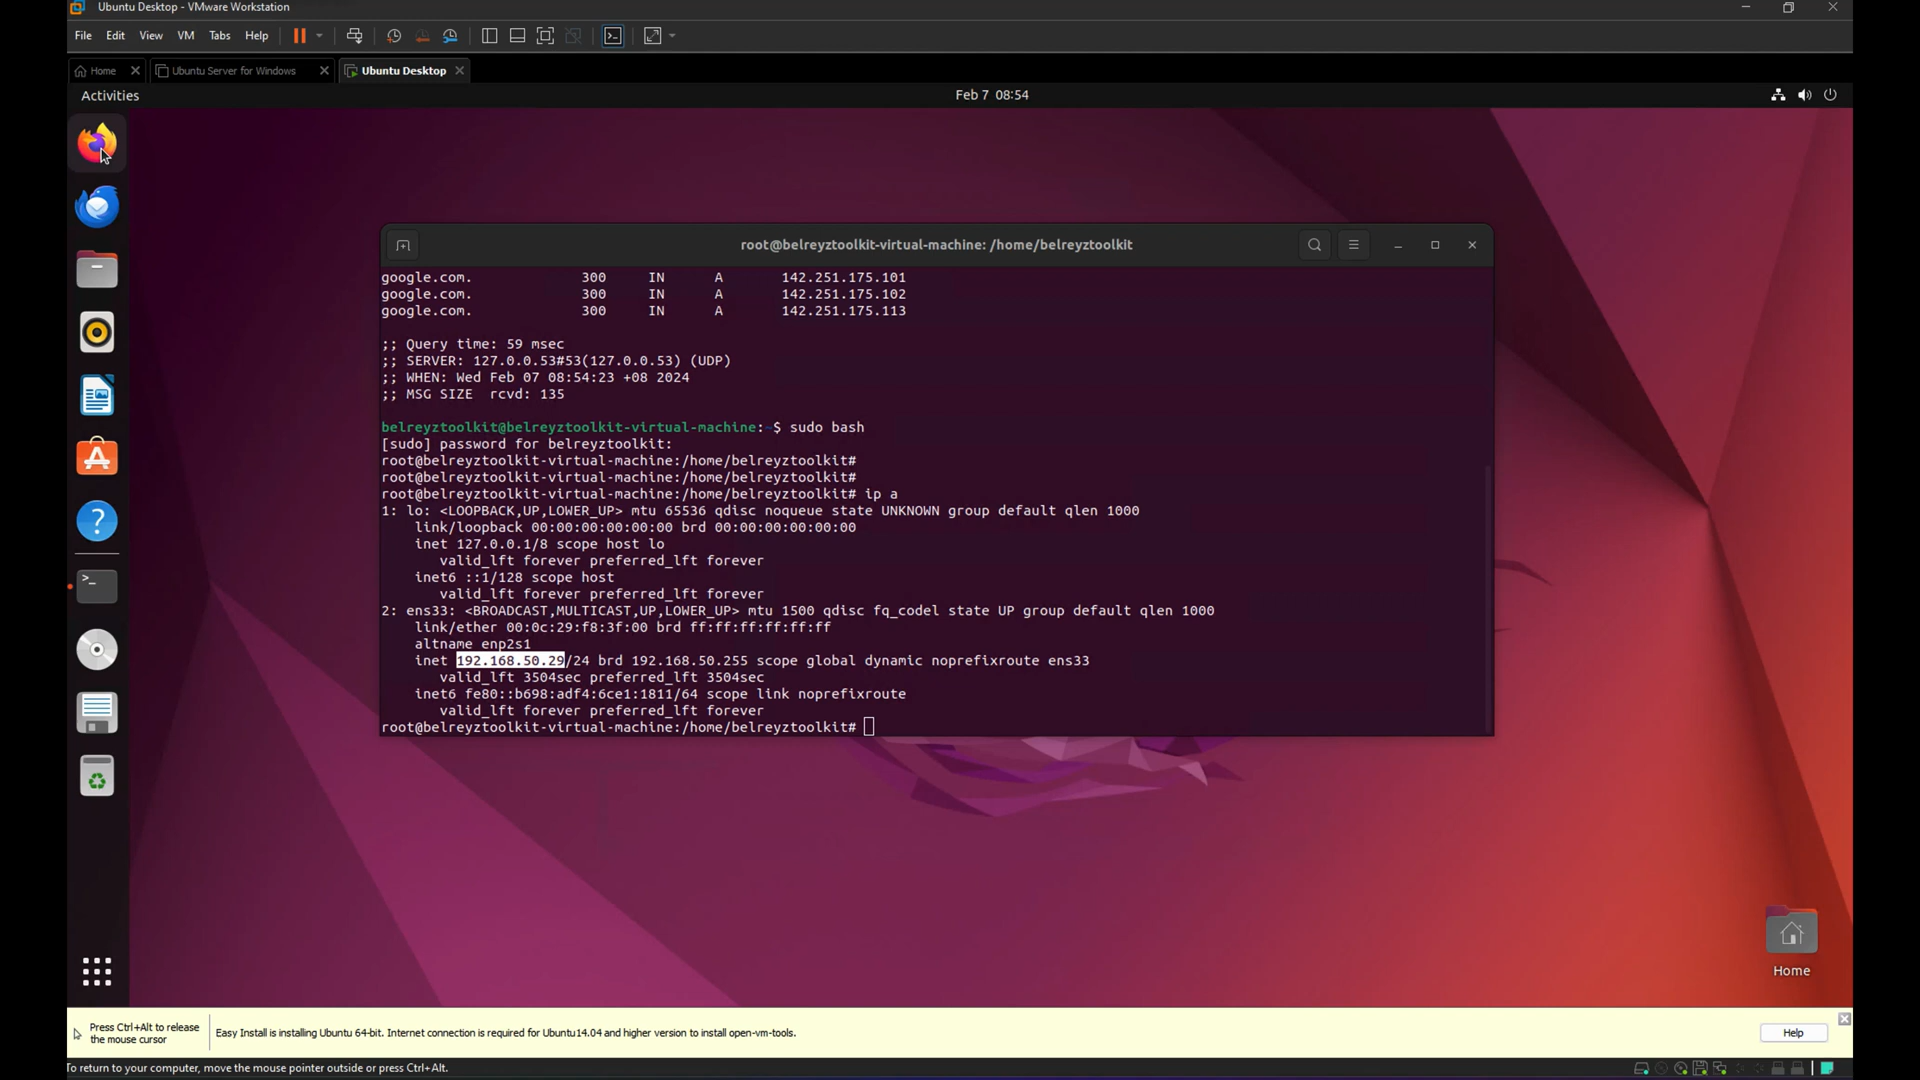 Ubuntu Desktop - VMware Workstation
File Edit View VM Tabs Help
Home Ubuntu Server for Windows Ubuntu Desktop
Activities Feb 7 08:54
root@belreyztoolkit-virtual-machine: /home/belreyztoolkit
google.com. 300 IN A 142.251.175.101
google.com. 300 IN A 142.251.175.102
google.com. 300 IN A 142.251.175.113
;; Query time: 59 msec
;; SERVER: 127.0.0.53#53(127.0.0.53) (UDP)
;; WHEN: Wed Feb 07 08:54:23 +08 2024
;; MSG SIZE rcvd: 135
belreyztoolkit@belreyztoolkit-virtual-machine:~$ sudo bash
[sudo] password for belreyztoolkit:
root@belreyztoolkit-virtual-machine:/home/belreyztoolkit#
root@belreyztoolkit-virtual-machine:/home/belreyztoolkit#
root@belreyztoolkit-virtual-machine:/home/belreyztoolkit# ip a
1: lo: <LOOPBACK,UP,LOWER_UP> mtu 65536 qdisc noqueue state UNKNOWN group default qlen 1000
link/loopback 00:00:00:00:00:00 brd 00:00:00:00:00:00
inet 127.0.0.1/8 scope host lo
valid_lft forever preferred_lft forever
inet6 ::1/128 scope host
valid_lft forever preferred_lft forever
2: ens33: <BROADCAST,MULTICAST,UP,LOWER_UP> mtu 1500 qdisc fq_codel state UP group default qlen 1000
link/ether 00:0c:29:f8:3f:00 brd ff:ff:ff:ff:ff:ff
altname enp2s1
inet 192.168.50.29/24 brd 192.168.50.255 scope global dynamic noprefixroute ens33
valid_lft 3504sec preferred_lft 3504sec
inet6 fe80::b698:adf4:6ce1:1811/64 scope link noprefixroute
valid_lft forever preferred_lft forever
root@belreyztoolkit-virtual-machine:/home/belreyztoolkit#
Home
Press Ctrl+Alt to release
the mouse cursor
Easy Install is installing Ubuntu 64-bit. Internet connection is required for Ubuntu14.04 and higher version to install open-vm-tools.
Help
To return to your computer, move the mouse pointer outside or press Ctrl+Alt.